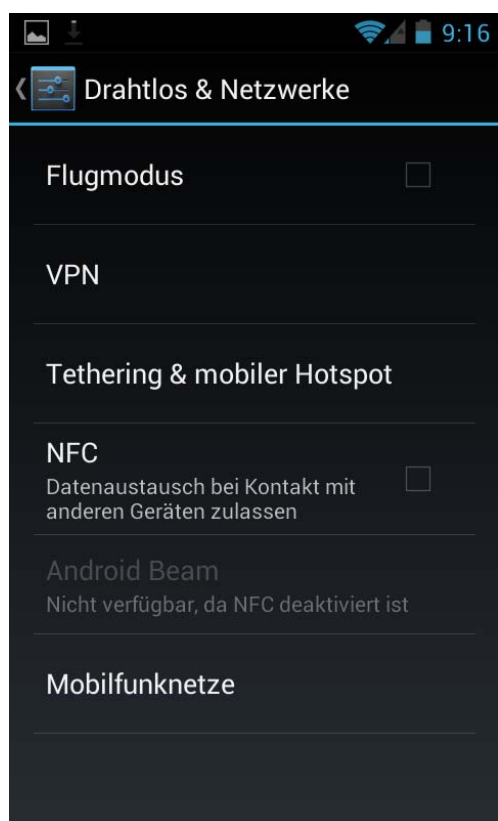 9:16
Drahtlos & Netzwerke
Flugmodus
VPN
Tethering & mobiler Hotspot
NFC
Datenaustausch bei Kontakt mit
anderen Geräten zulassen
Android Beam
Nicht verfügbar, da NFC deaktiviert ist
Mobilfunknetze